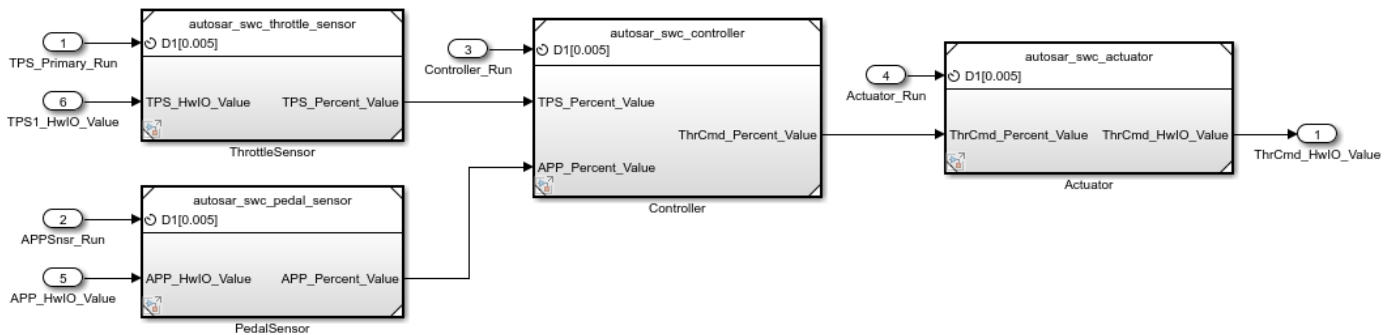 autosar_swc_throttle_sensor
1
D1[0.005]
TPS_Primary_Run
6
TPS_HwIO_Value
TPS_Percent_Value
TPS1_HwIO_Value
ThrottleSensor
autosar_swc_pedal_sensor
2
D1[0.005]
APPSnsr_Run
5
APP_HwIO_Value
APP_Percent_Value
APP_HwIO_Value
PedalSensor
autosar_swc_controller
3
D1[0.005]
Controller_Run
TPS_Percent_Value
ThrCmd_Percent_Value
APP_Percent_Value
Controller
autosar_swc_actuator
4
D1[0.005]
Actuator_Run
ThrCmd_Percent_Value
ThrCmd_HwIO_Value
Actuator
1
ThrCmd_HwIO_Value